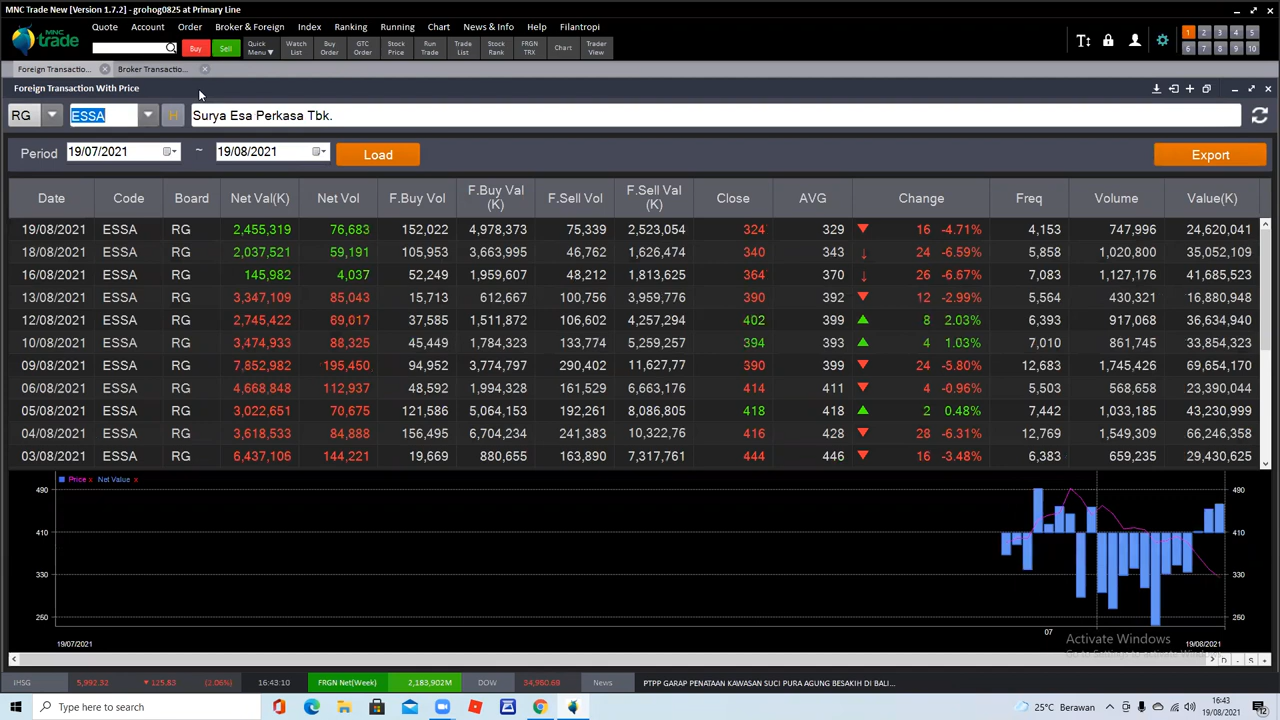 MNC Trade New [Version 1.7.2] - grohog0825 at Primary Line
Quote Account Order Broker & Foreign Index Ranking Running Chart News & Info Help Filantropi
MNC trade
Buy Sell Quick Menu ▼ Watch List Buy Order GTC Order Stock Price Run Trade Trade List Stock Rank FRGN TRX Chart Trader View
1 2 3 4 5
6 7 8 9 10
Foreign Transactio... Broker Transactio...
Foreign Transaction With Price
RG ESSA H Surya Esa Perkasa Tbk.
Period 19/07/2021 ~ 19/08/2021 Load Export
Date Code Board Net Val(K) Net Vol F.Buy Vol F.Buy Val (K) F.Sell Vol F.Sell Val (K) Close AVG Change Freq Volume Value(K)
19/08/2021 ESSA RG 2,455,319 76,683 152,022 4,978,373 75,339 2,523,054 324 329 ▼ 16 -4.71% 4,153 747,996 24,620,041
18/08/2021 ESSA RG 2,037,521 59,191 105,953 3,663,995 46,762 1,626,474 340 343 ↓ 24 -6.59% 5,858 1,020,800 35,052,109
16/08/2021 ESSA RG 145,982 4,037 52,249 1,959,607 48,212 1,813,625 364 370 ↓ 26 -6.67% 7,083 1,127,176 41,685,523
13/08/2021 ESSA RG 3,347,109 85,043 15,713 612,667 100,756 3,959,776 390 392 ▼ 12 -2.99% 5,564 430,321 16,880,948
12/08/2021 ESSA RG 2,745,422 69,017 37,585 1,511,872 106,602 4,257,294 402 399 ▲ 8 2.03% 6,393 917,068 36,634,940
10/08/2021 ESSA RG 3,474,933 88,325 45,449 1,784,323 133,774 5,259,257 394 393 ▲ 4 1.03% 7,010 861,745 33,854,323
09/08/2021 ESSA RG 7,852,632 195,450 94,952 3,774,797 290,402 11,627,77 390 399 ▼ 24 -5.80% 12,683 1,745,426 69,654,170
06/08/2021 ESSA RG 4,668,848 112,937 48,592 1,994,328 161,529 6,663,176 414 411 ▼ 4 -0.96% 5,503 568,658 23,390,044
05/08/2021 ESSA RG 3,022,651 70,675 121,586 5,064,153 192,261 8,086,805 418 418 ▲ 2 0.48% 7,442 1,033,185 43,230,999
04/08/2021 ESSA RG 3,618,533 84,888 156,495 6,704,234 241,383 10,322,76 416 428 ▼ 28 -6.31% 12,769 1,549,309 66,246,358
03/08/2021 ESSA RG 6,437,106 144,221 19,669 880,655 163,890 7,317,761 444 446 ▼ 16 -3.48% 6,383 659,235 29,430,625
Price x Net Value x
490 490
410 410
330 330
260 260
07
Activate Windows
19/07/2021 19/08/2021
D - S +
IHSG 5,992.32 ▼ 125.83 (2.06%) 16:43:10 FRGN Net(Week) 2,183,902M DOW 34,960.69 News PTPP GARAP PENATAAN KAWASAN SUCI PURA AGUNG BESAKIH DI BALI...
Type here to search 25°C Berawan 16:43
19/08/2021 12